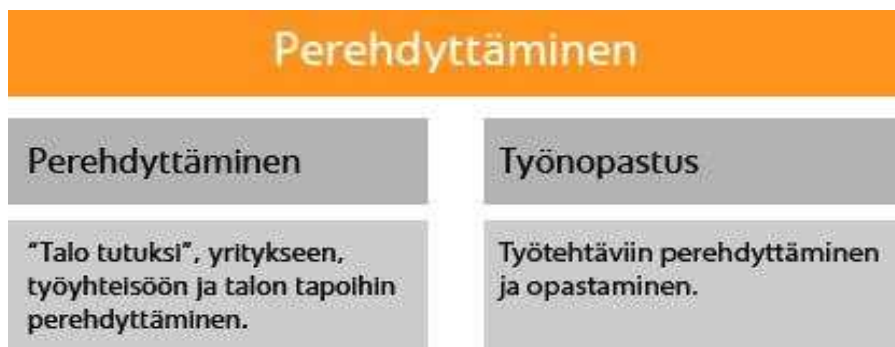 Perehdyttäminen
Perehdyttäminen
"Talo tutuksi", yritykseen,
työyhteisöön ja talon tapoihin
perehdyttäminen.
Työnopastus
Työtehtäviin perehdyttäminen
ja opastaminen.